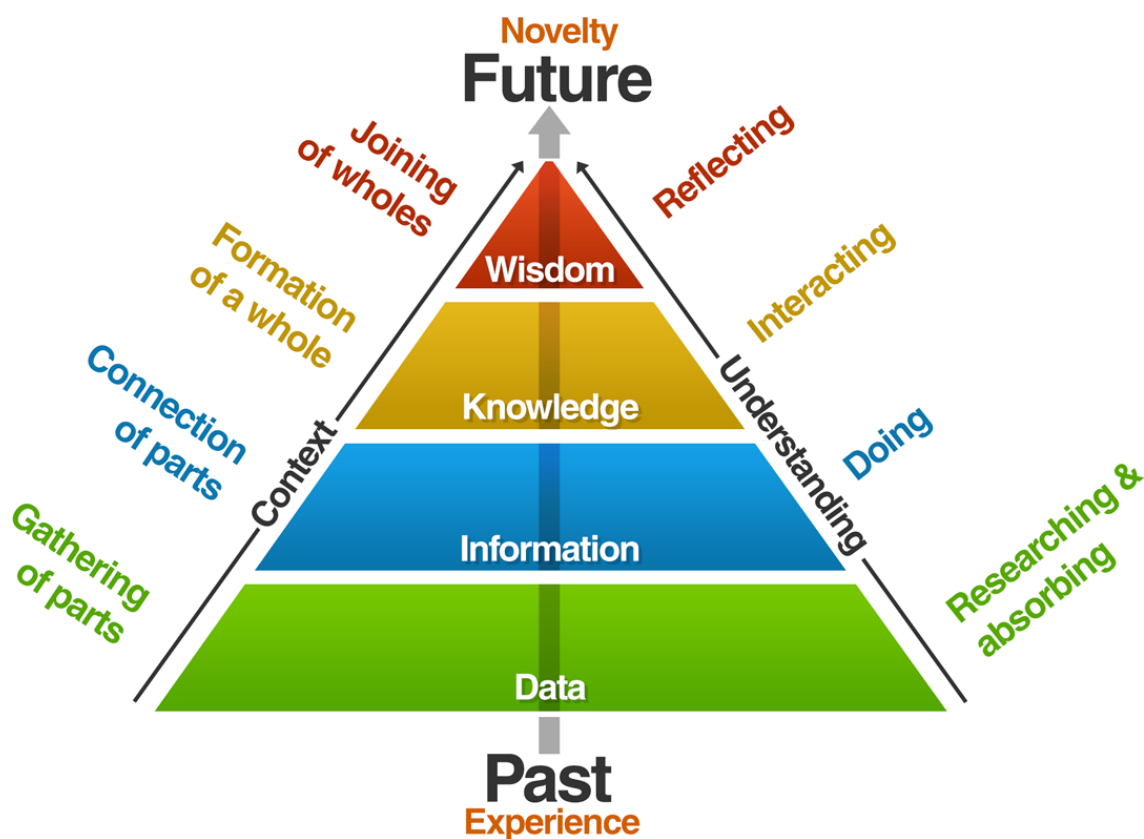 Novelty
Future
Joining
of wholes
Reflecting
Formation
of a whole
Interacting
Wisdom
Connection
of parts
Knowledge
Doing
Context
Understanding
Gathering
of parts
Information
Researching &
absorbing
Data
Past
Experience